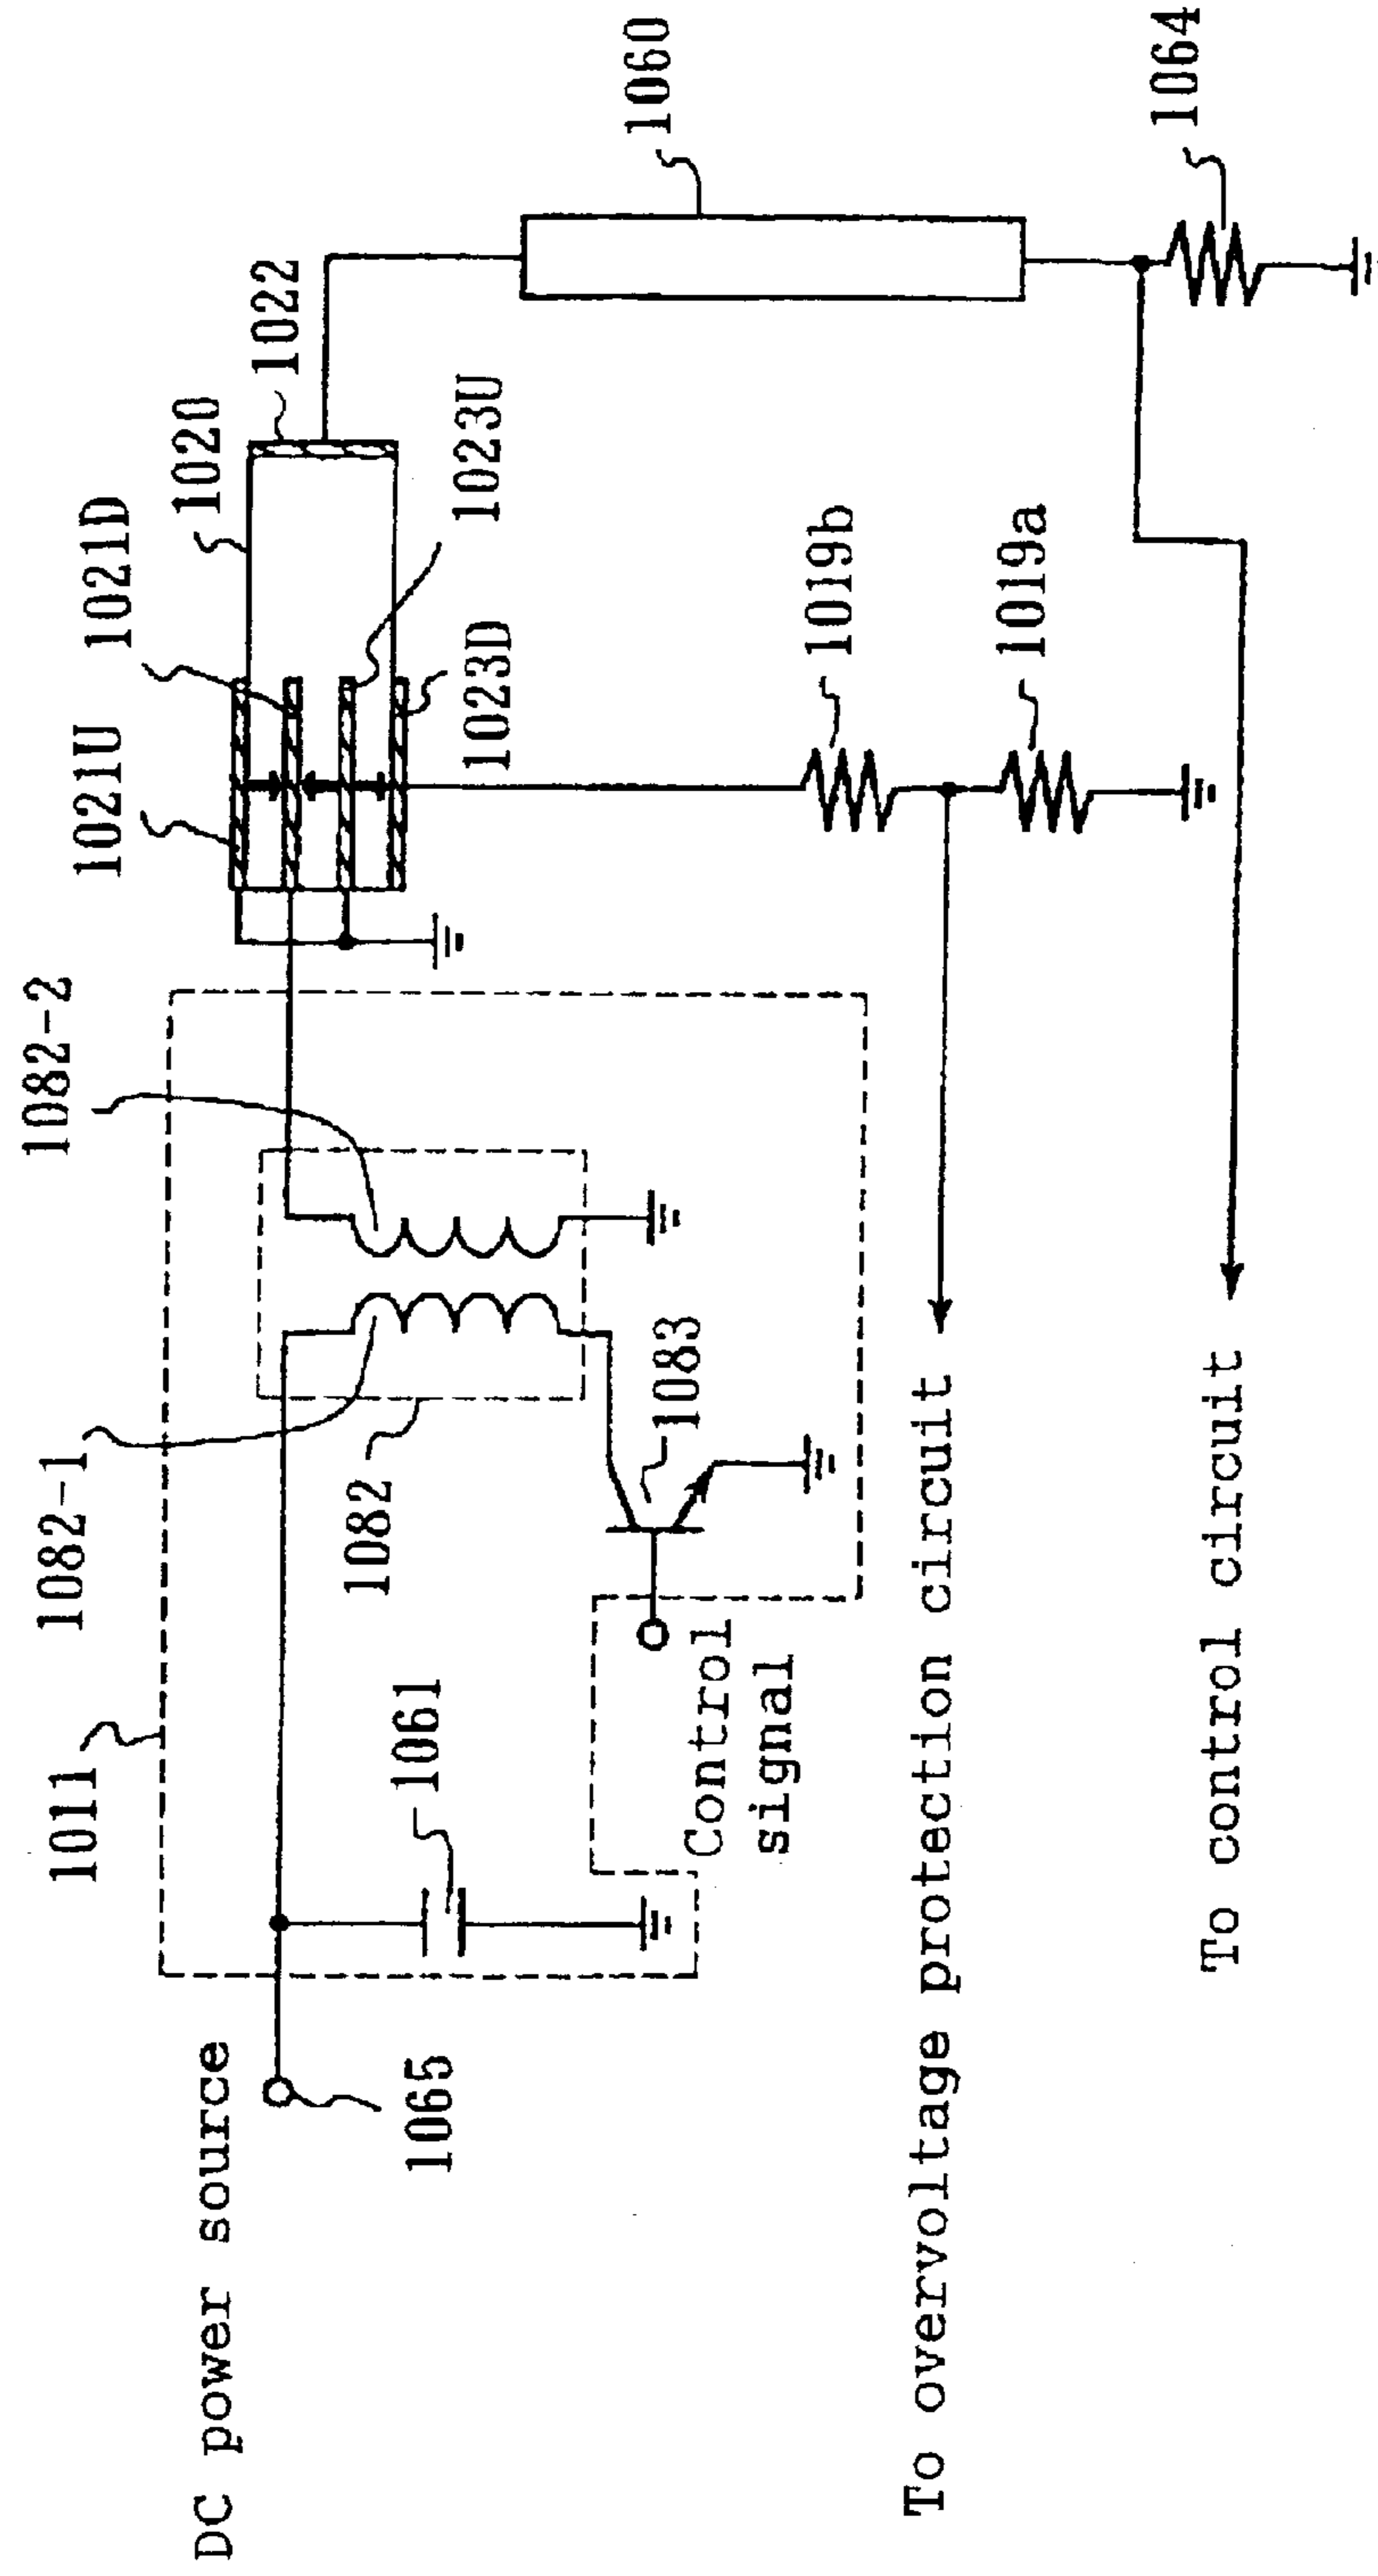 1011
1082-1
1082-2
1021U
1021D
1020
1022
1023U
1023D
1060
1064
1019b
1019a
1082
1083
1061
1065
DC power source
Control
signal
To overvoltage protection circuit
To control circuit